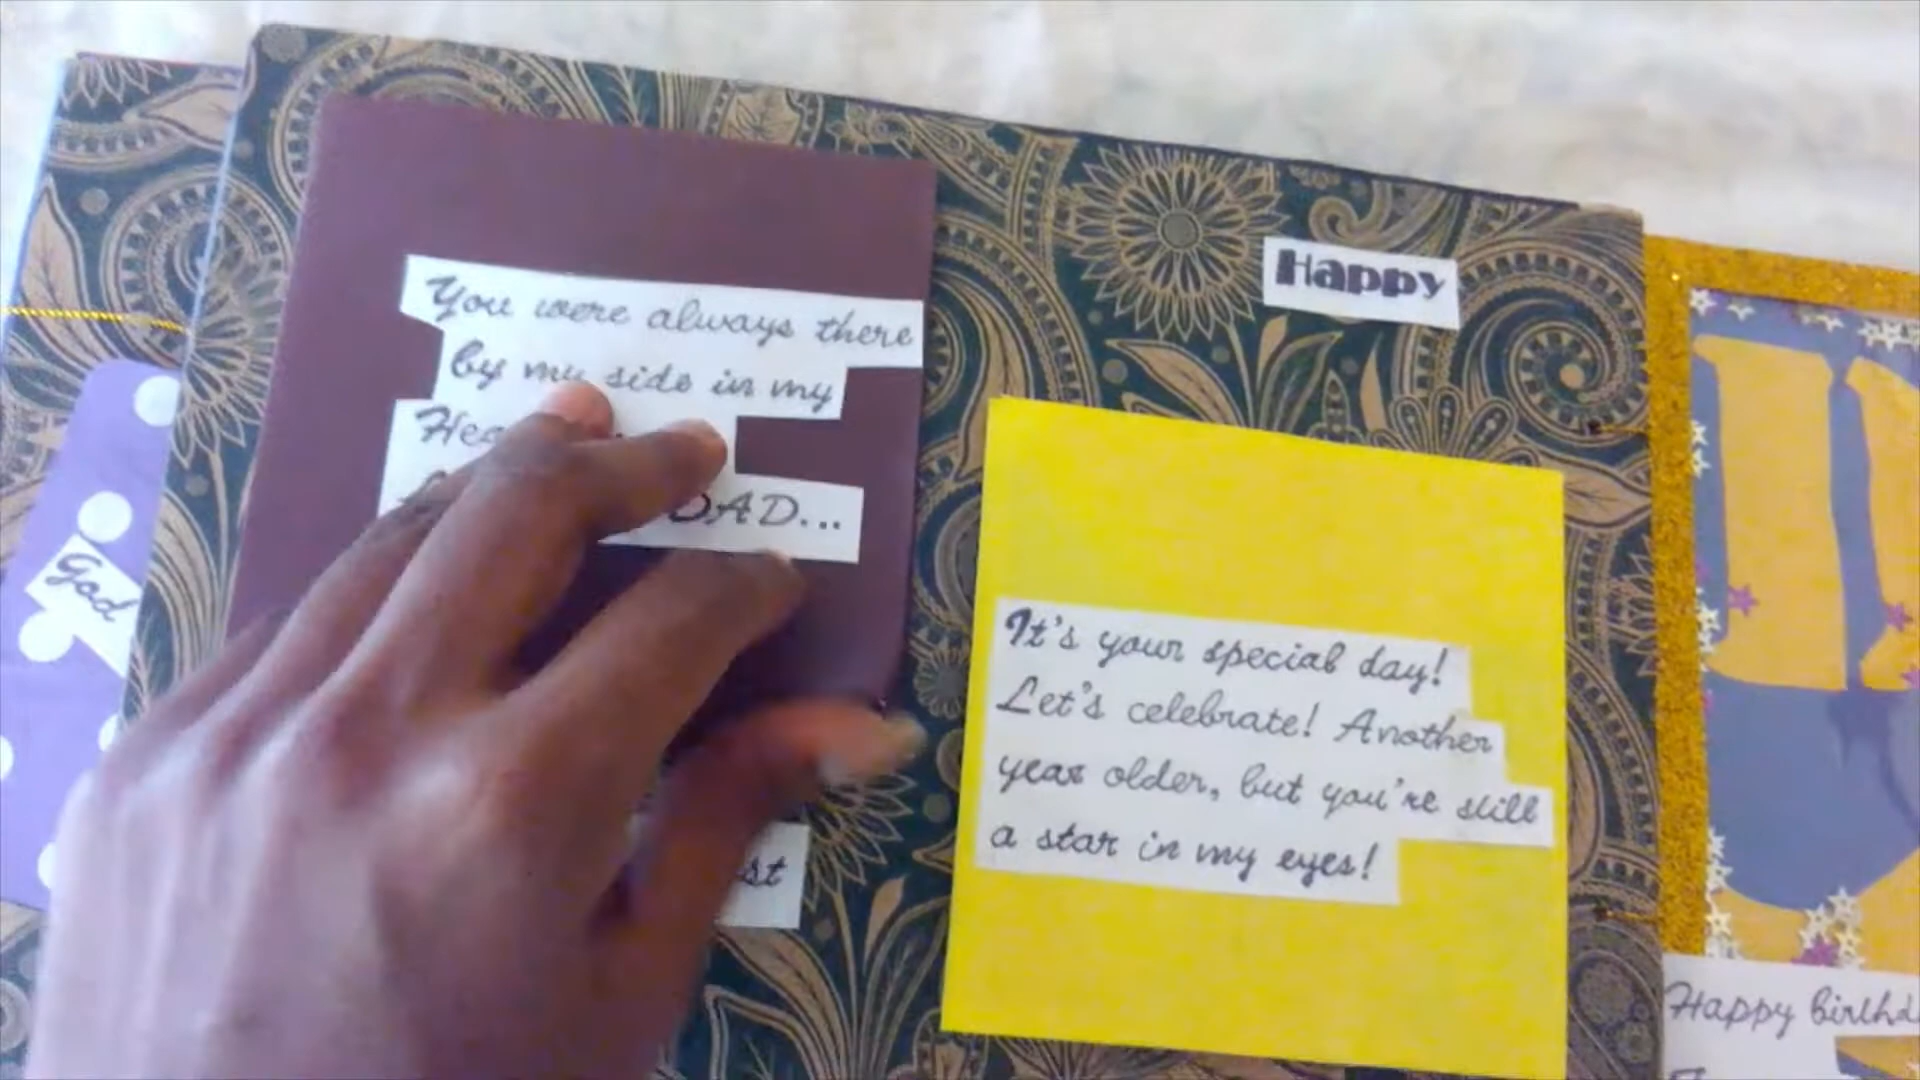 You were always there
by my side in my
DAD...
God
Happy
It's your special day!
Let's celebrate! Another
year older, but you're still
a star in my eyes!
Happy